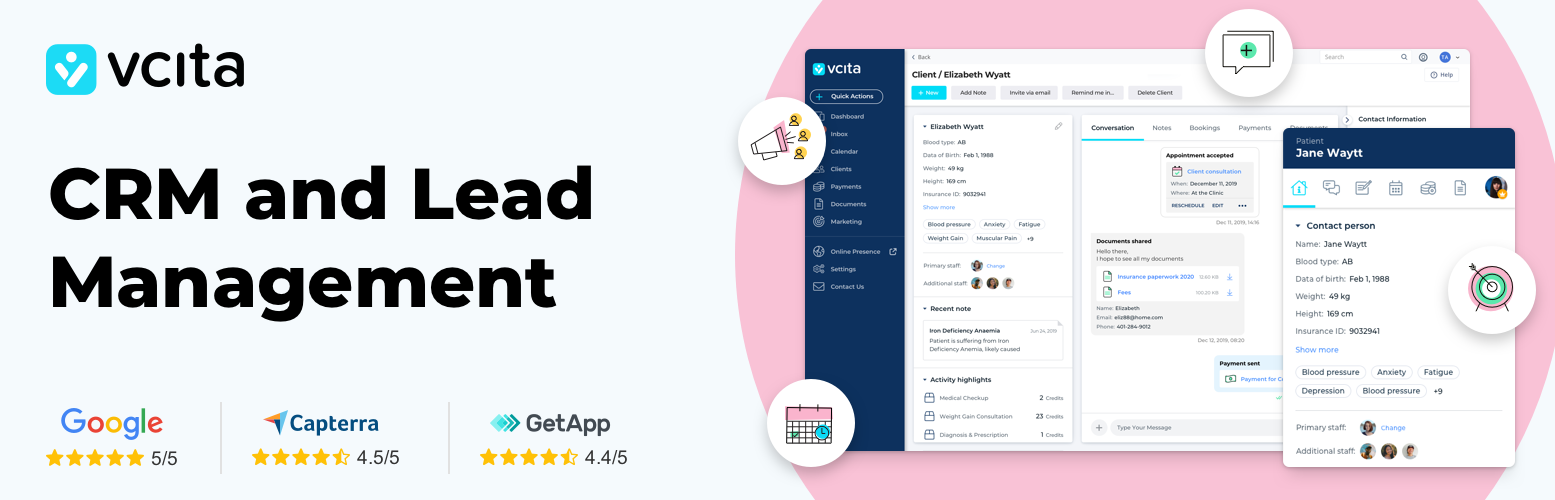 vcita
CRM and Lead
Management
Google
5/5
Capterra
4.5/5
GetApp
4.4/5
vcita
Quick Actions
Dashboard
Inbox
Calendar
Clients
Payments
Documents
Marketing
Online Presence
Settings
Contact Us
Back
Search
FA
Client / Elizabeth Wyatt
Help
+ New
Add Note
Invite via email
Remind me in...
Delete Client
Elizabeth Wyatt
Blood type: AB
Data of Birth: Feb 1, 1988
Weight: 49 kg
Height: 169 cm
Insurance ID: 9032941
Show more
Blood pressure
Anxiety
Fatigue
Weight Gain
Muscular Pain
+9
Primary staff: Change
Additional staff:
Recent note
Iron Deficiency Anaemia
Jun 24, 2019
Patient is suffering from Iron
Deficiency Anemia, likely caused
Activity highlights
Medical Checkup 2 Credits
Weight Gain Consultation 23 Credits
Diagnosis & Prescription 1 Credits
Conversation
Notes
Bookings
Payments
Documents
Appointment accepted
Client consultation
When: December 11, 2019
Where: At the Clinic
RESCHEDULE EDIT •••
Dec 11, 2019, 14:16
Documents shared
Hello there,
I hope to see all my documents
Insurance paperwork 2020 12.60 KB
Fees 100.20 KB
Name: Elizabeth
Email: eliz88@home.com
Phone: 401-284-9012
Dec 12, 2019, 08:20
Payment sent
Payment for C
Type Your Message
Contact Information
Patient
Jane Waytt
Contact person
Name: Jane Waytt
Blood type: AB
Data of birth: Feb 1, 1988
Weight: 49 kg
Height: 169 cm
Insurance ID: 9032941
Show more
Blood pressure
Anxiety
Fatigue
Depression
Blood pressure
+9
Primary staff: Change
Additional staff: